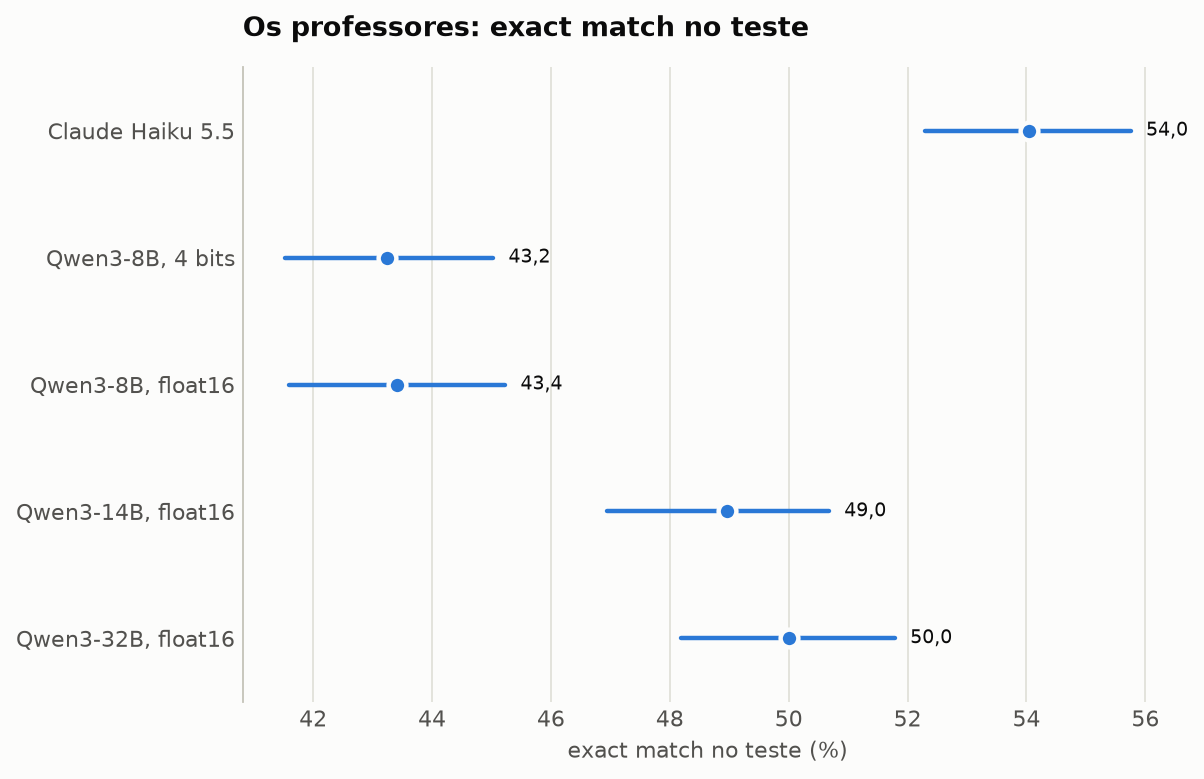 Os professores: exact match no teste
Claude Haiku 5.5
54,0
Qwen3-8B, 4 bits
43,2
Qwen3-8B, float16
43,4
Qwen3-14B, float16
49,0
Qwen3-32B, float16
50,0
42 44 46 48 50 52 54 56
exact match no teste (%)